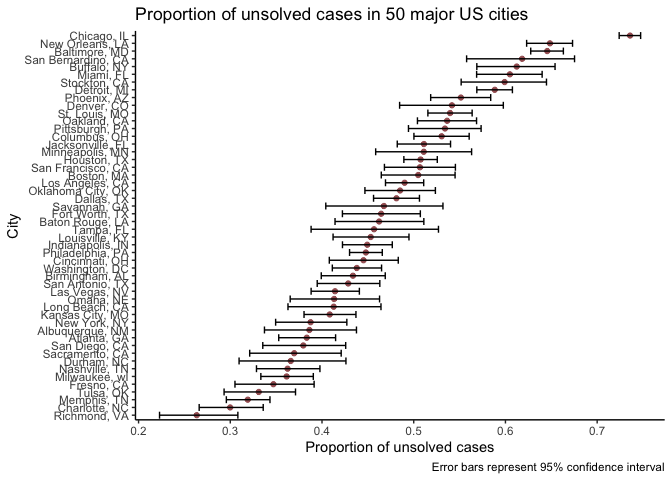 Proportion of unsolved cases in 50 major US cities
Chicago, IL
New Orleans, LA
Baltimore, MD
San Bernardino, CA
Buffalo, NY
Miami, FL
Stockton, CA
Detroit, MI
Phoenix, AZ
Denver, CO
St. Louis, MO
Oakland, CA
Pittsburgh, PA
Columbus, OH
Jacksonville, FL
Minneapolis, MN
Houston, TX
San Francisco, CA
Boston, MA
Los Angeles, CA
Oklahoma City, OK
Dallas, TX
Savannah, GA
Fort Worth, TX
Baton Rouge, LA
Tampa, FL
Louisville, KY
Indianapolis, IN
Philadelphia, PA
Cincinnati, OH
Washington, DC
Birmingham, AL
San Antonio, TX
Las Vegas, NV
Omaha, NE
Long Beach, CA
Kansas City, MO
New York, NY
Albuquerque, NM
Atlanta, GA
San Diego, CA
Sacramento, CA
Durham, NC
Nashville, TN
Milwaukee, wI
Fresno, CA
Tulsa, OK
Memphis, TN
Charlotte, NC
Richmond, VA
City
0.2 0.3 0.4 0.5 0.6 0.7
Proportion of unsolved cases
Error bars represent 95% confidence interval